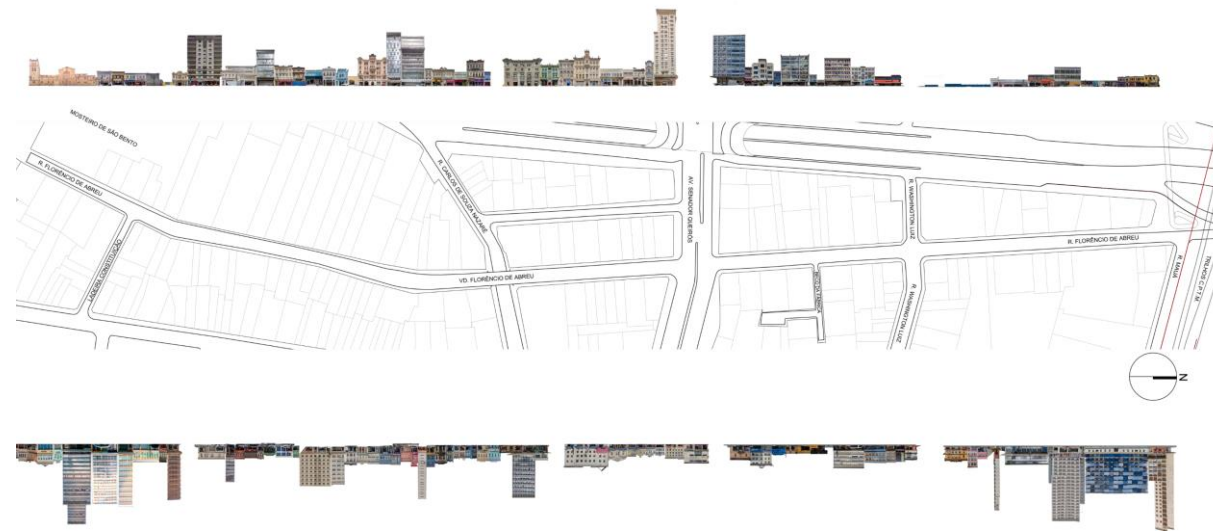 MOSTEIRO DE SÃO BENTO
R. FLORÊNCIO DE ABREU
LADEIRA CONSTITUIÇÃO
R. CARLOS DE SOUZA NAZARÉ
VD. FLORÊNCIO DE ABREU
AV. SENADOR QUEIRÓS
R. WASHINGTON LUIZ
R. FLORÊNCIO DE ABREU
R. WASHINGTON LUIZ
R. MAUÁ
TRILHOS C.P.T.M.
N